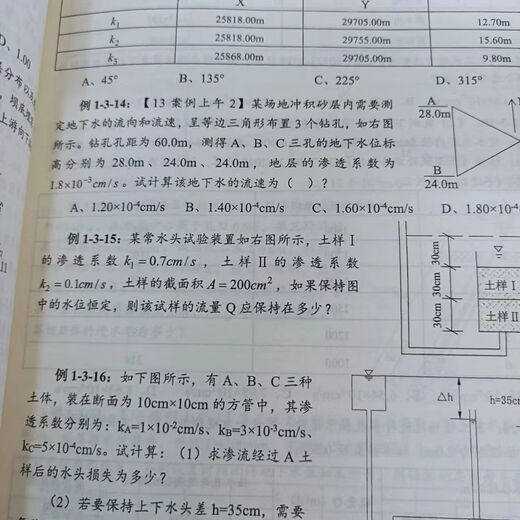 X Y
k₁ 25818.00m 29705.00m 12.70m
k₂ 25818.00m 29755.00m 15.60m
k₃ 25868.00m 29705.00m 9.80m
D、1.00
A、45° B、135° C、225° D、315°
例 1-3-14：【13 案例上午 2】某场地冲积砂层内需要测
定地下水的流向和流速，呈等边三角形布置 3 个钻孔，如右图
所示。钻孔孔距为 60.0m，测得 A、B、C 三孔的地下水位标
高分别为 28.0m、24.0m、24.0m，地层的渗透系数为
1.8×10⁻³cm/s。试计算该地下水的流速为（ ）？
A
28.0m
B
24.0m
A、1.20×10⁻⁴cm/s B、1.40×10⁻⁴cm/s C、1.60×10⁻⁴cm/s D、1.80×10⁻⁴
例 1-3-15：某常水头试验装置如右图所示，土样Ⅰ
的渗透系数 k₁=0.7cm/s，土样Ⅱ的渗透系数
k₂=0.1cm/s，土样的截面积 A=200cm²，如果保持图
中的水位恒定，则该试样的流量 Q 应保持在多少？
30cm
30cm
30cm
土样Ⅰ
土样Ⅱ
例 1-3-16：如下图所示，有 A、B、C 三种
土体，装在断面为 10cm×10cm 的方管中，其渗
透系数分别为：kA=1×10⁻²cm/s、kB=3×10⁻³cm/s、
kC=5×10⁻⁴cm/s。试计算：（1）求渗流经过 A 土
样后的水头损失为多少？
（2）若要保持上下水头差 h=35cm，需要
Δh
h=35cm